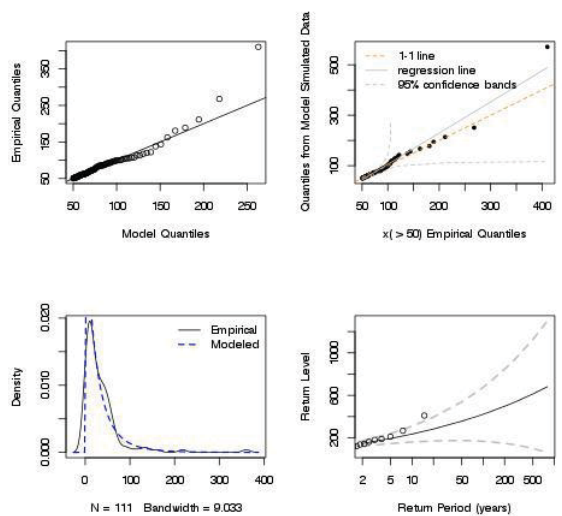 Empirical Quantiles
50
150
250
350
50
100
150
200
250
Model Quantiles
Quantiles from Model Simulated Data
100
300
500
1-1 line
regression line
95% confidence bands
50
100
200
300
400
x( > 50) Empirical Quantiles
Density
0.000
0.010
0.020
Empirical
Modeled
0
100
200
300
400
N = 111 Bandwidth = 9.033
Return Level
200
600
1000
2
5
10
50
200
500
Return Period (years)